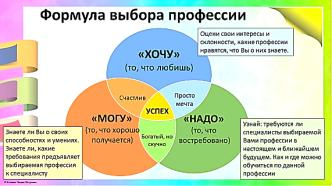 Формула выбора профессии
Оцени свои интересы и
склонности, какие профессии
нравятся, что Вы о них знаете.
«ХОЧУ»
(то, что любишь)
Счастлив
Просто
мечта
УСПЕХ
«МОГУ»
(то, что хорошо
получается)
«НАДО»
(то, что
востребовано)
Богатый, но
скучно
Знаете ли Вы о своих
способностях и умениях.
Знаете ли, какие
требования предъявляет
выбираемая профессия
к специалисту
Узнай: требуются ли
специалисты выбираемой
Вами профессии в
настоящем и ближайшем
будущем. Как и где можно
обучиться по данной
профессии